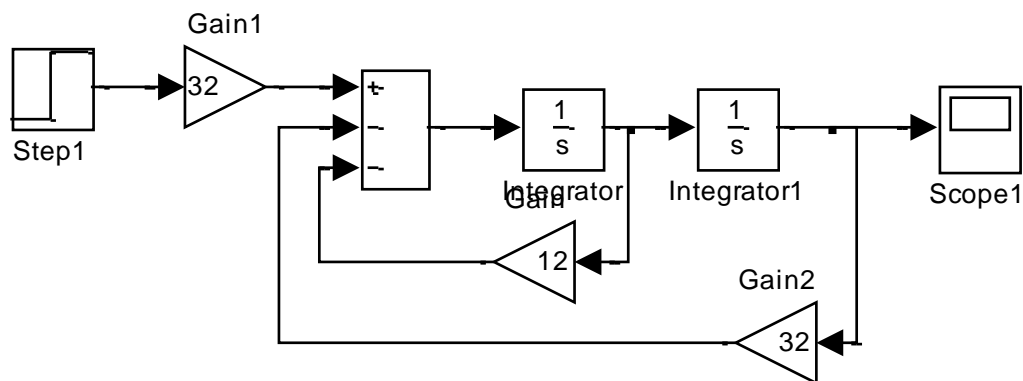 Gain1
32
Step1
+
-
-
1
s
Integrator
1
s
Integrator1
Scope1
Gain
12
Gain2
32